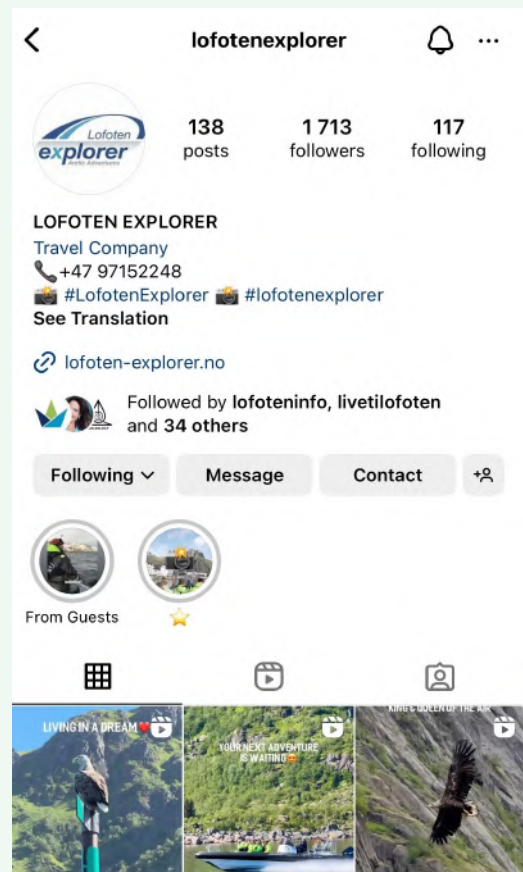 lofotenexplorer
Lofoten
explorer
Arctic Adventures
138
posts
1 713
followers
117
following
LOFOTEN EXPLORER
Travel Company
+47 97152248
#LofotenExplorer #lofotenexplorer
See Translation
lofoten-explorer.no
Followed by lofoteninfo, livetilofoten
and 34 others
Following
Message
Contact
From Guests
LIVING IN A DREAM
YOUR NEXT ADVENTURE
IS WAITING
KING & QUEEN OF THE AIR